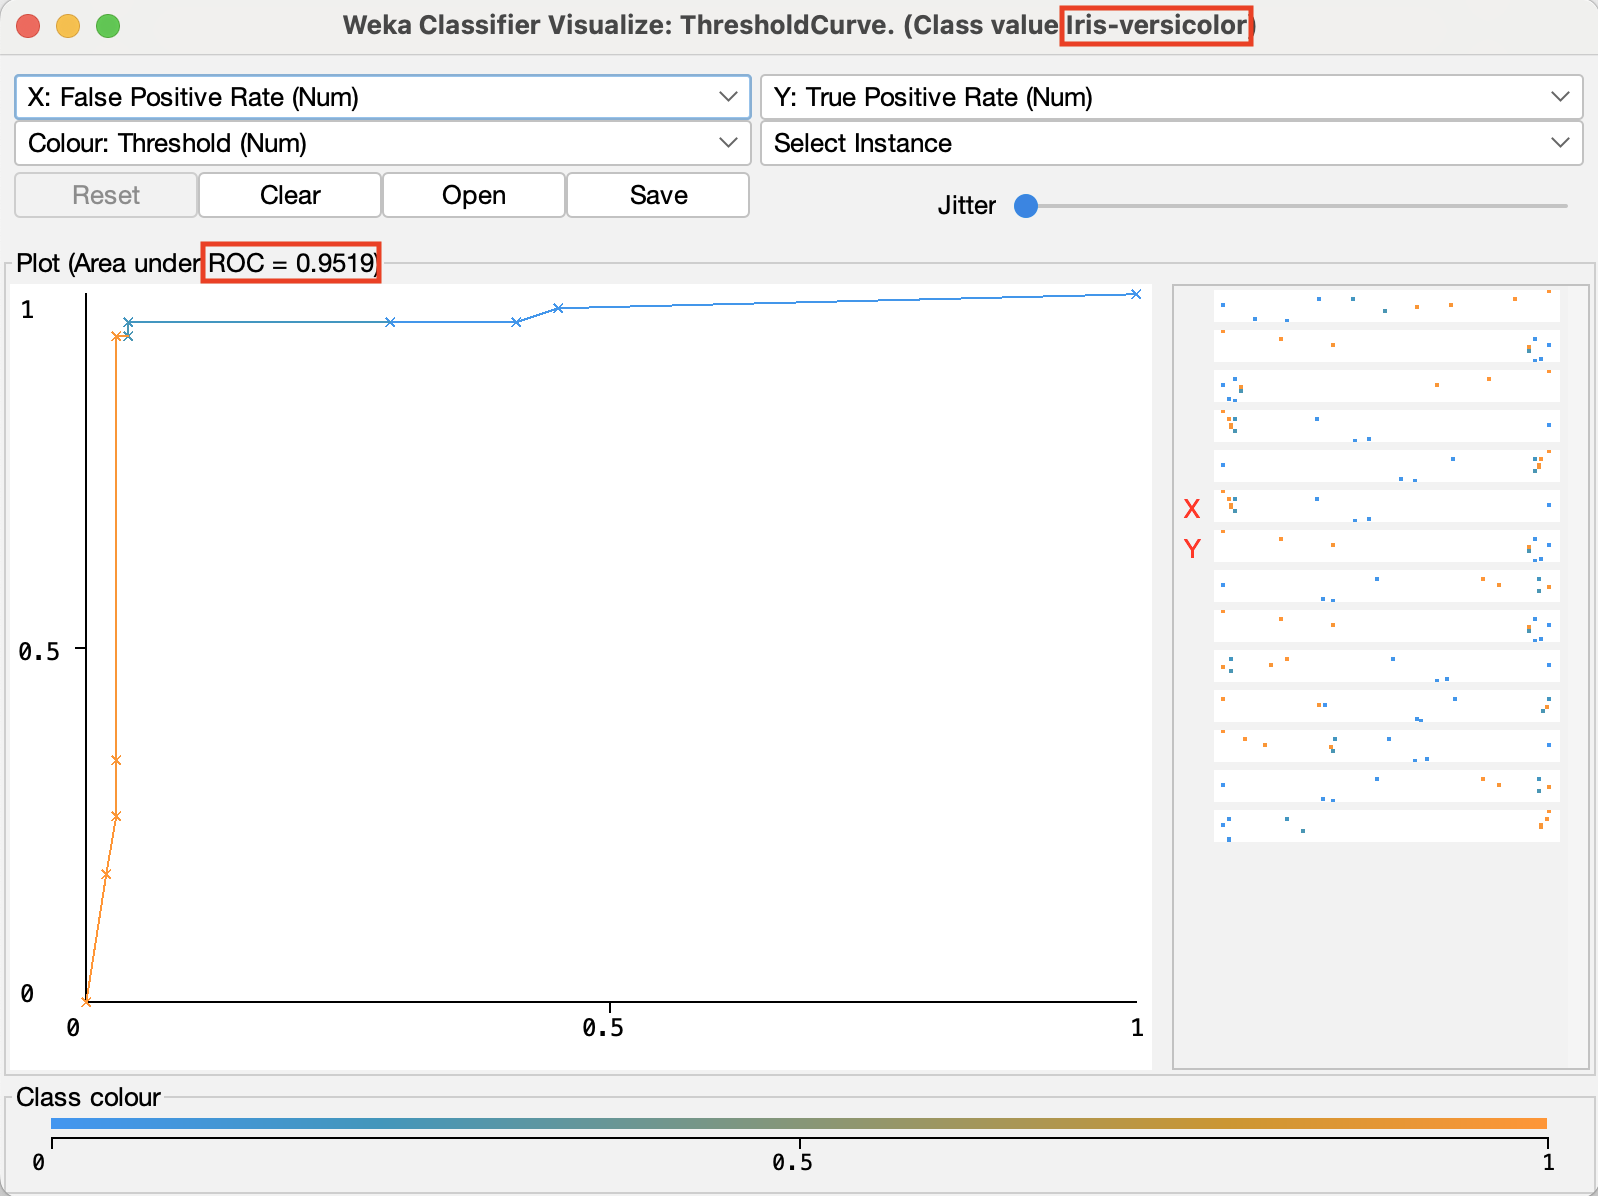 Weka Classifier Visualize: ThresholdCurve. (Class value Iris-versicolor)
X: False Positive Rate (Num)
Y: True Positive Rate (Num)
Colour: Threshold (Num)
Select Instance
Reset
Clear
Open
Save
Jitter
Plot (Area under ROC = 0.9519)
1
0.5
0
0
0.5
1
X
Y
Class colour
0
0.5
1